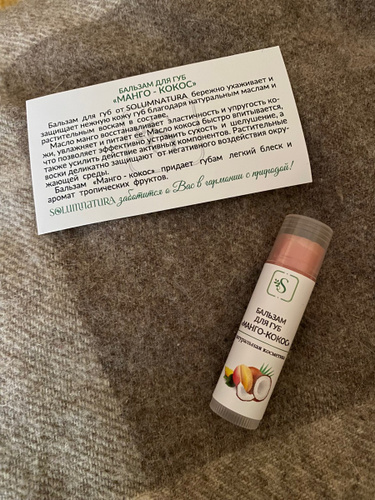 БАЛЬЗАМ ДЛЯ ГУБ
«МАНГО - КОКОС»
Бальзам для губ от SOLUMNATURA бережно ухаживает и
защищает нежную кожу губ благодаря натуральным маслам и
растительным воскам в составе.
Масло манго восстанавливает эластичность и упругость ко-
жи, увлажняет и питает ее. Масло кокоса быстро впитывается,
что позволяет эффективно устранить сухость и шелушение, а
также усилить действие активных компонентов. Растительные
воски деликатно защищают от негативного воздействия окру-
жающей среды.
Бальзам «Манго - кокос» придает губам легкий блеск и
аромат тропических фруктов.
SOLUMNATURA заботится о Вас в гармонии с природой!
S
БАЛЬЗАМ
ДЛЯ ГУБ
«МАНГО-КОКОС»
натуральная косметика